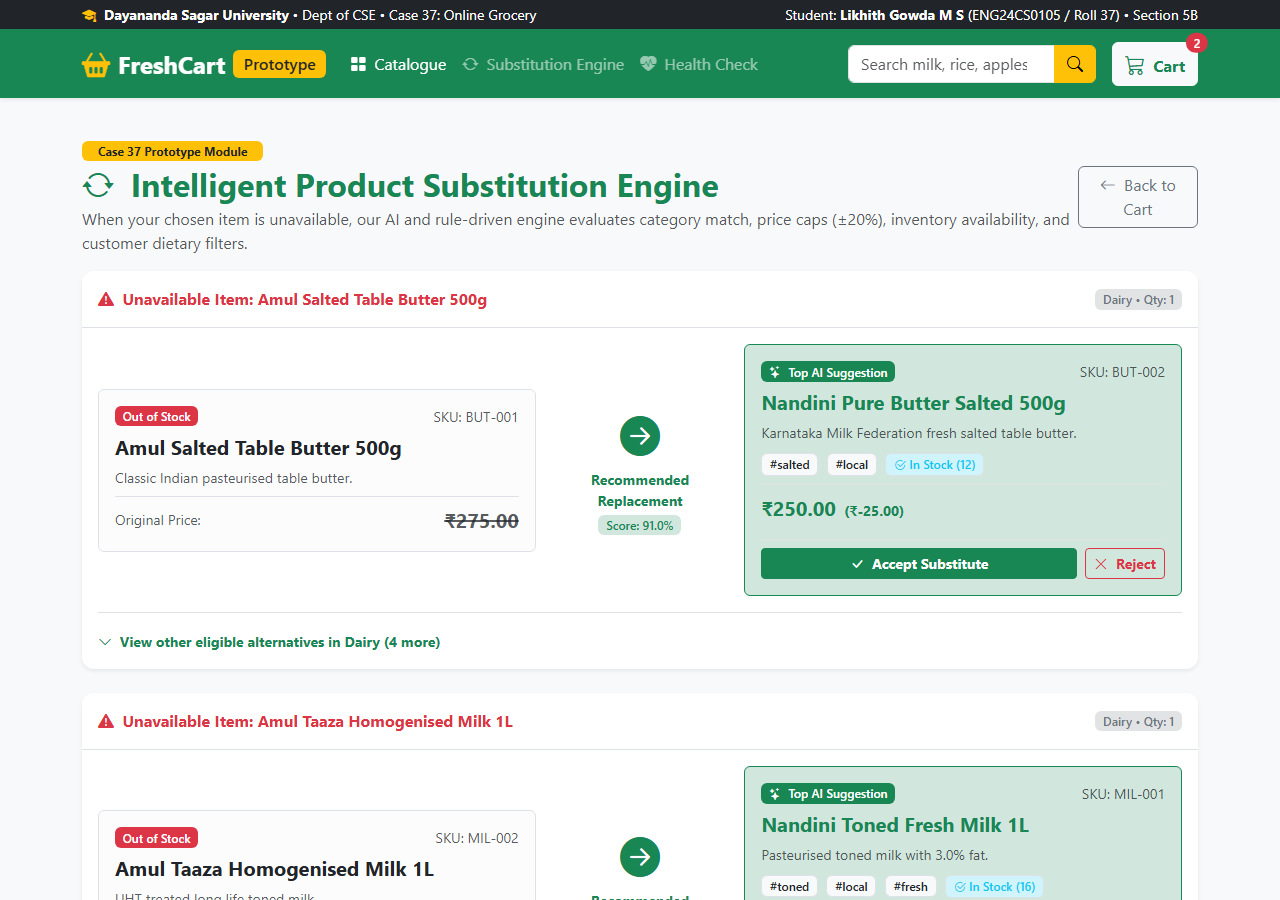 Dayananda Sagar University • Dept of CSE • Case 37: Online Grocery
Student: Likhith Gowda M S (ENG24CS0105 / Roll 37) • Section 5B
FreshCart Prototype Catalogue Substitution Engine Health Check
Search milk, rice, apples
Cart 2
Case 37 Prototype Module
Intelligent Product Substitution Engine
When your chosen item is unavailable, our AI and rule-driven engine evaluates category match, price caps (±20%), inventory availability, and
customer dietary filters.
Back to
Cart
Unavailable Item: Amul Salted Table Butter 500g
Dairy • Qty: 1
Out of Stock
SKU: BUT-001
Amul Salted Table Butter 500g
Classic Indian pasteurised table butter.
Original Price:
₹275.00
Recommended
Replacement
Score: 91.0%
Top AI Suggestion
SKU: BUT-002
Nandini Pure Butter Salted 500g
Karnataka Milk Federation fresh salted table butter.
#salted #local In Stock (12)
₹250.00 (₹-25.00)
Accept Substitute
Reject
View other eligible alternatives in Dairy (4 more)
Unavailable Item: Amul Taaza Homogenised Milk 1L
Dairy • Qty: 1
Out of Stock
SKU: MIL-002
Amul Taaza Homogenised Milk 1L
UHT treated long life toned milk.
Recommended
Top AI Suggestion
SKU: MIL-001
Nandini Toned Fresh Milk 1L
Pasteurised toned milk with 3.0% fat.
#toned #local #fresh In Stock (16)